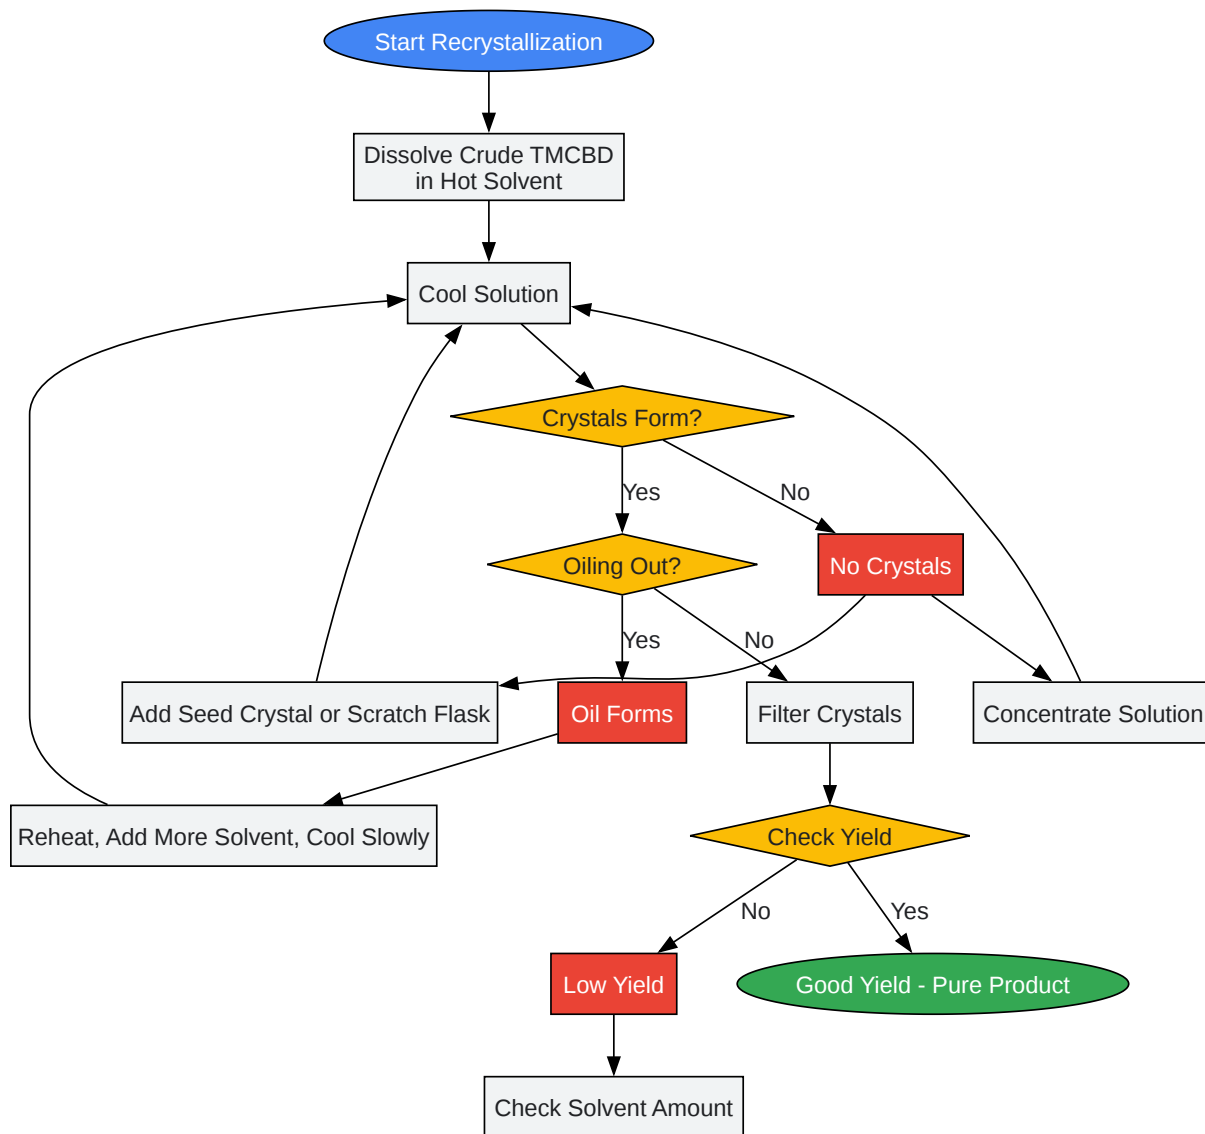 Start Recrystallization
Dissolve Crude TMCBD
in Hot Solvent
Cool Solution
Crystals Form?
Yes
No
Oiling Out?
No Crystals
Yes
No
Add Seed Crystal or Scratch Flask
Oil Forms
Filter Crystals
Concentrate Solution
Reheat, Add More Solvent, Cool Slowly
Check Yield
No
Yes
Low Yield
Good Yield - Pure Product
Check Solvent Amount